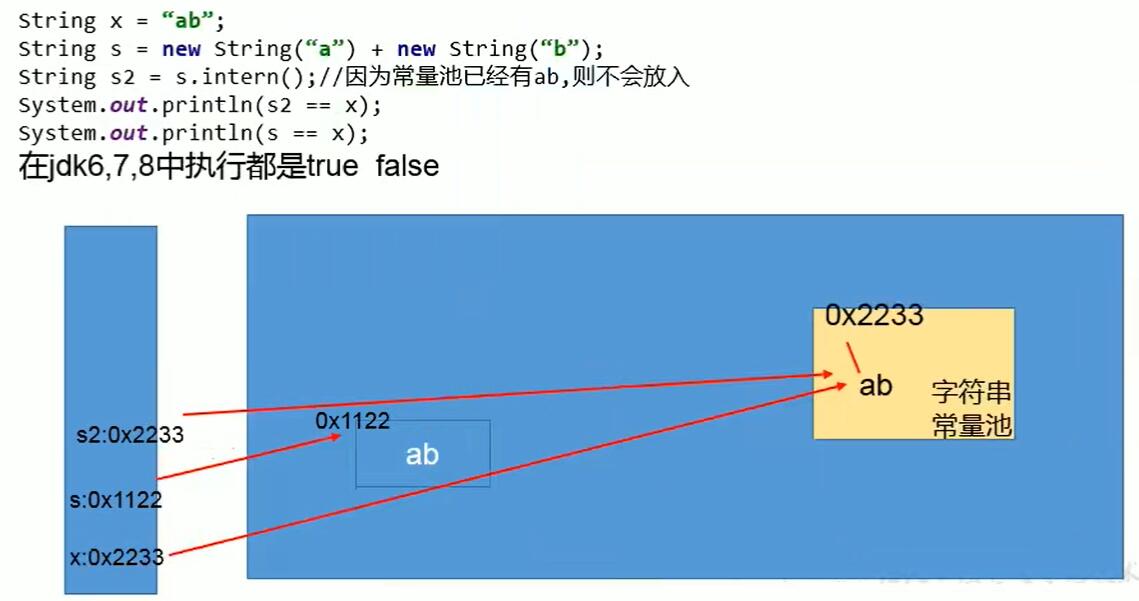 String x = “ab”;
String s = new String(“a”) + new String(“b”);
String s2 = s.intern();//因为常量池已经有ab,则不会放入
System.out.println(s2 == x);
System.out.println(s == x);
在jdk6,7,8中执行都是true false
0x2233
ab
字符串
常量池
0x1122
ab
s2:0x2233
s:0x1122
x:0x2233